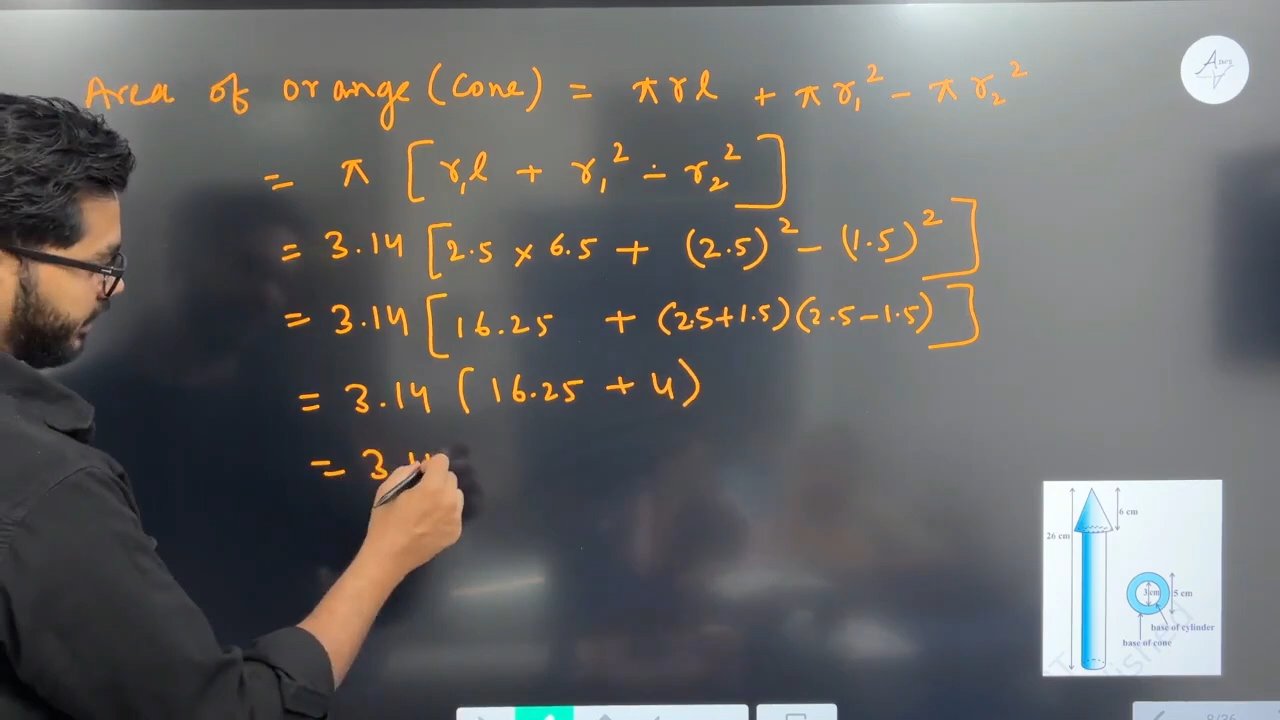 Area of orange (Cone) = πrl + πr₁² - πr₂²
= π [r₁l + r₁² - r₂²]
= 3.14 [2.5 × 6.5 + (2.5)² - (1.5)²]
= 3.14 [16.25 + (2.5+1.5)(2.5-1.5)]
= 3.14 (16.25 + 4)
= 3.14
6 cm
26 cm
3 cm
5 cm
base of cylinder
base of cone